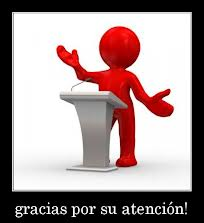 gracias por su atención!